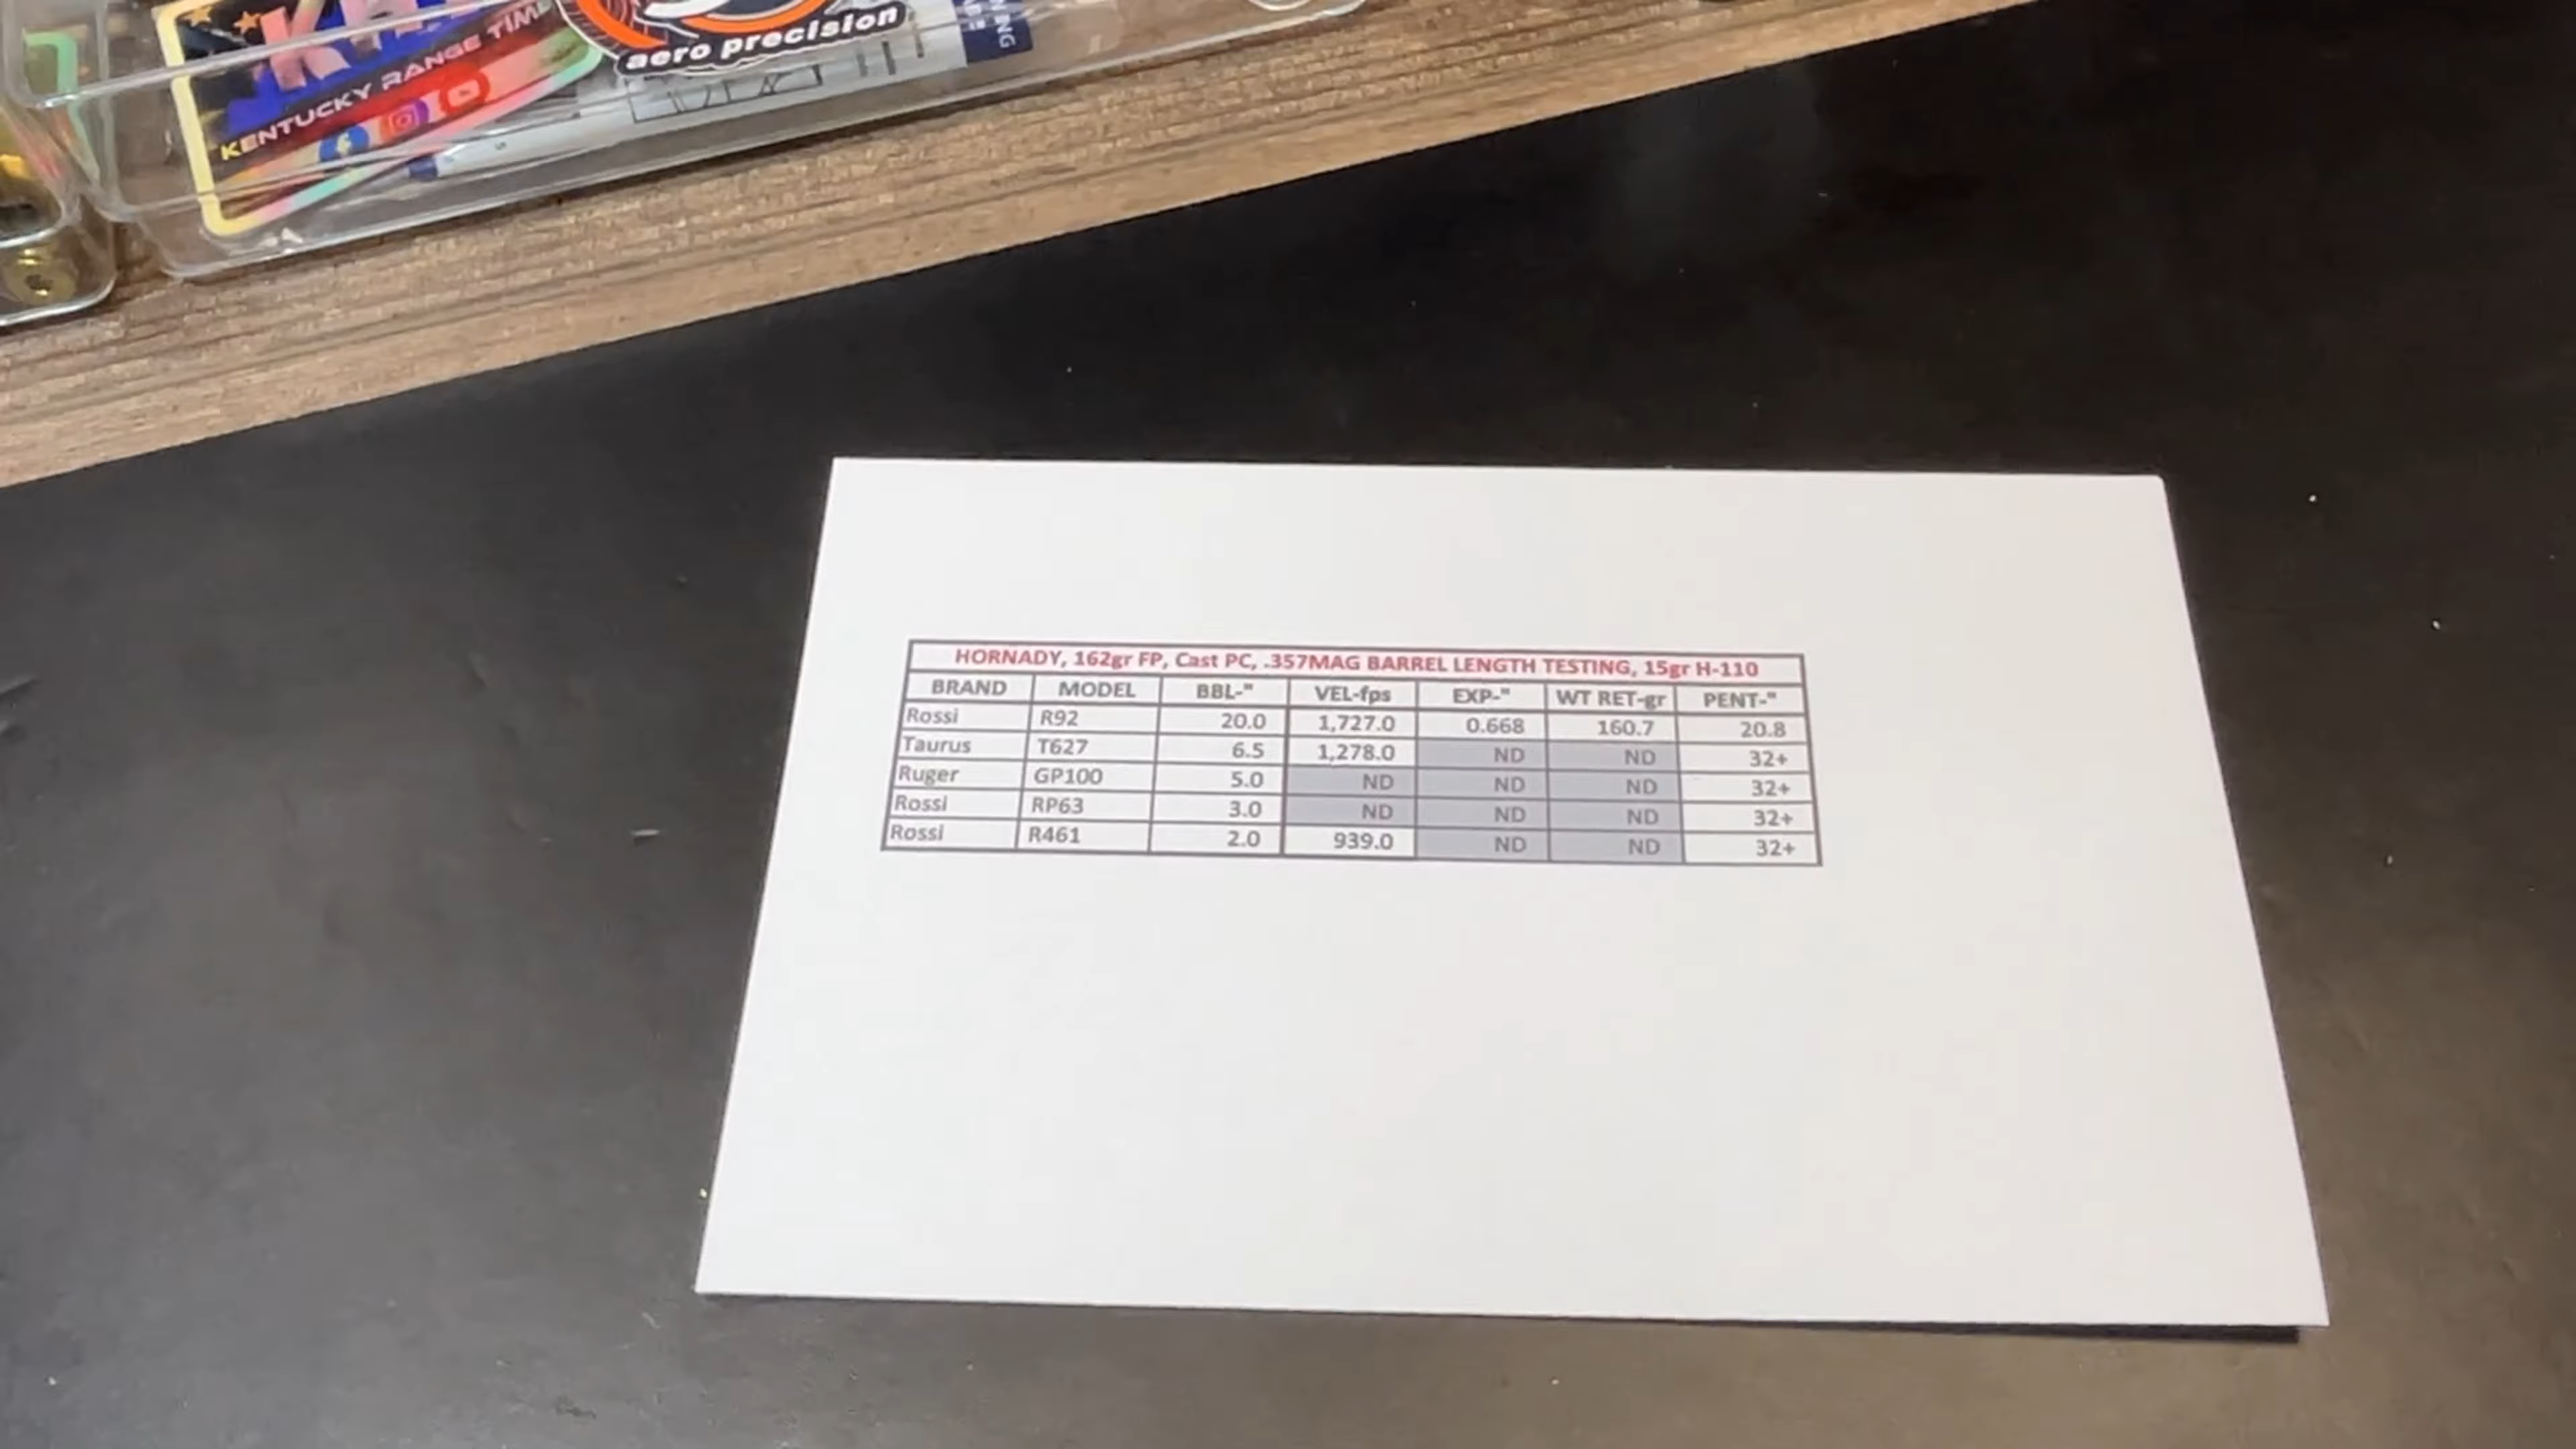 KENTUCKY RANGE TIME
aero precision
HORNADY, 162gr FP, Cast PC, .357MAG BARREL LENGTH TESTING, 15gr H-110
BRAND MODEL BBL-" VEL-fps EXP-" WT RET-gr PENT-"
Rossi R92 20.0 1,727.0 0.668 160.7 20.8
Taurus T627 6.5 1,278.0 ND ND 32+
Ruger GP100 5.0 ND ND ND 32+
Rossi RP63 3.0 ND ND ND 32+
Rossi R461 2.0 939.0 ND ND 32+